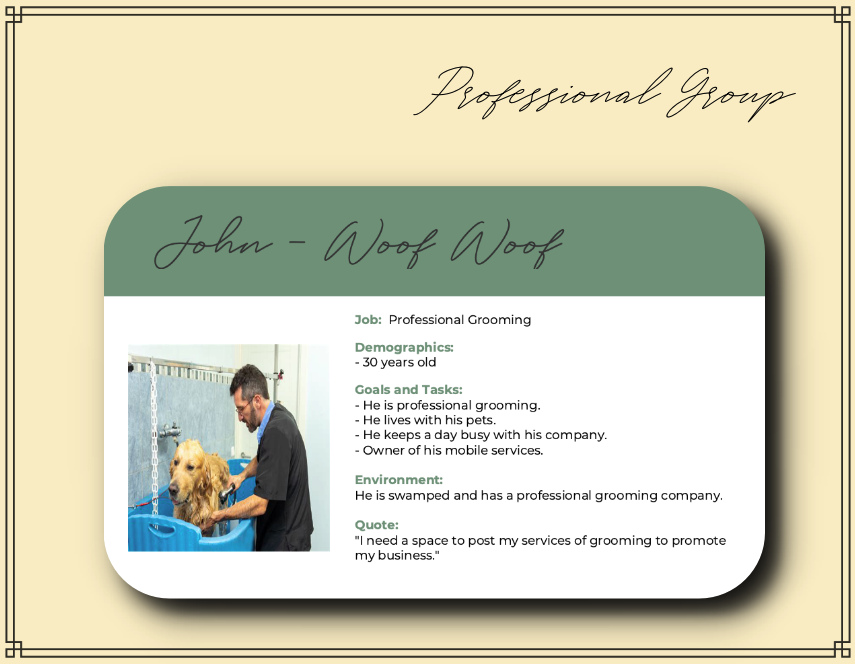 Professional Group
John - Woof Woof
Job: Professional Grooming
Demographics:
- 30 years old
Goals and Tasks:
- He is professional grooming.
- He lives with his pets.
- He keeps a day busy with his company.
- Owner of his mobile services.
Environment:
He is swamped and has a professional grooming company.
Quote:
"I need a space to post my services of grooming to promote
my business."